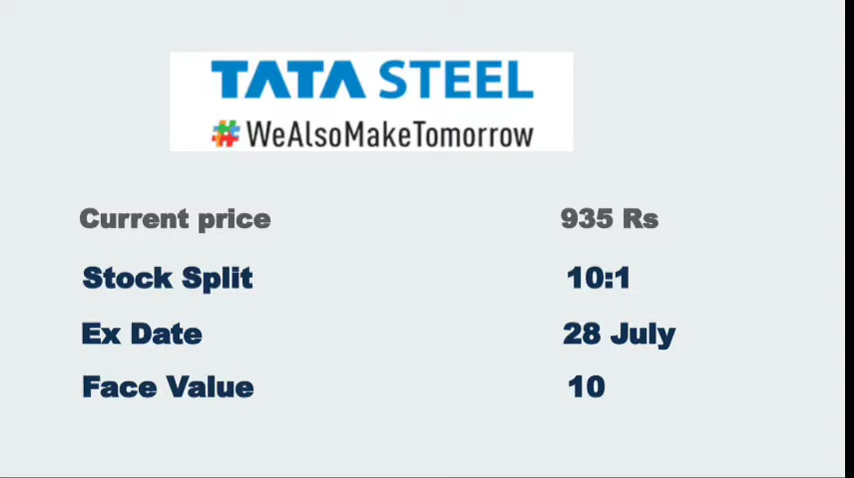 TATA STEEL
#WeAlsoMakeTomorrow
Current price 935 Rs
Stock Split 10:1
Ex Date 28 July
Face Value 10